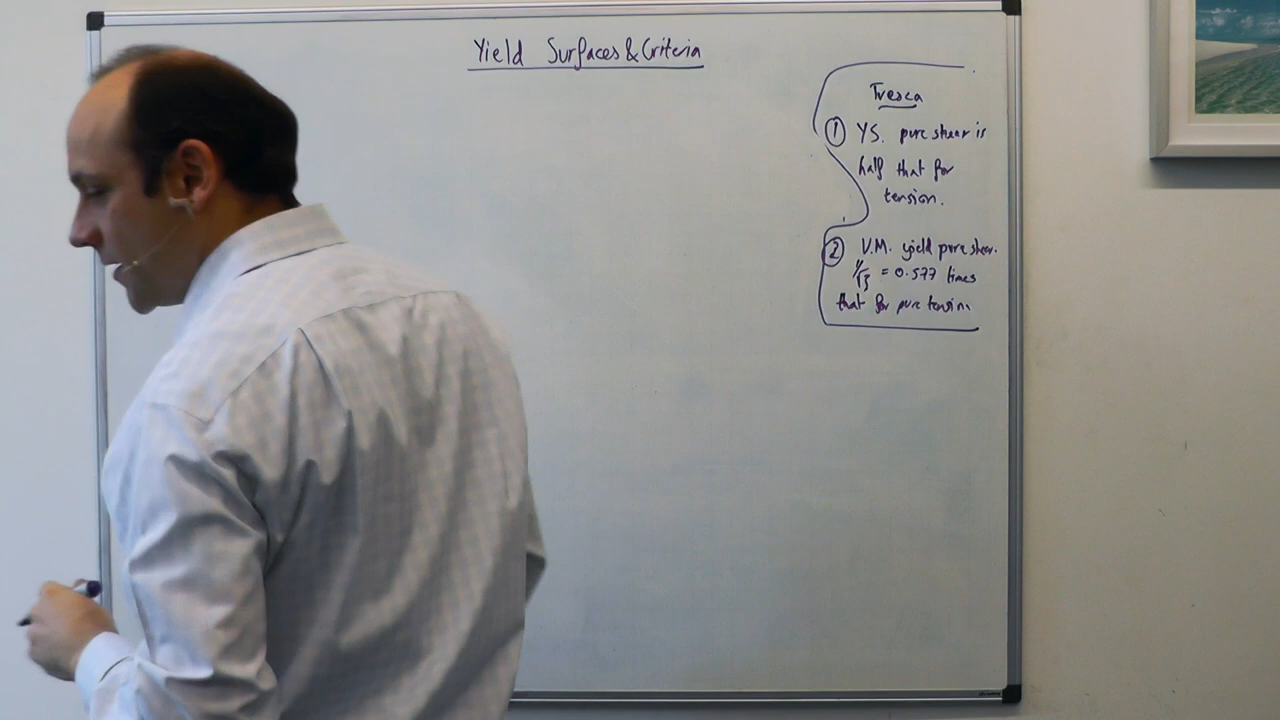 Yield Surfaces & Criteria
Tresca
① YS. pure shear is
half that for
tension.
② V.M. yield pure shear.
1/√3 = 0.577 times
that for pure tension